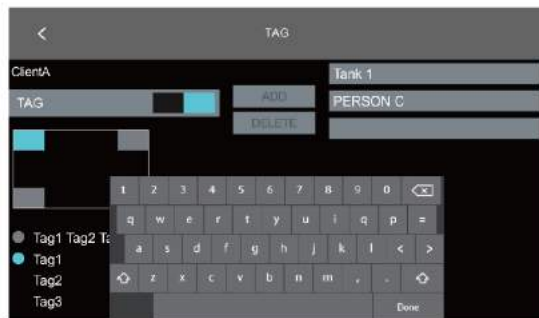 TAG
ClientA
Tank 1
TAG
ADD
PERSON C
DELETE
1 2 3 4 5 6 7 8 9 0
q w e r t y u i q p =
Tag1 Tag2
a s d f g h j k l < >
Tag1
z x c v b n m , .
Tag2
Tag3
Done